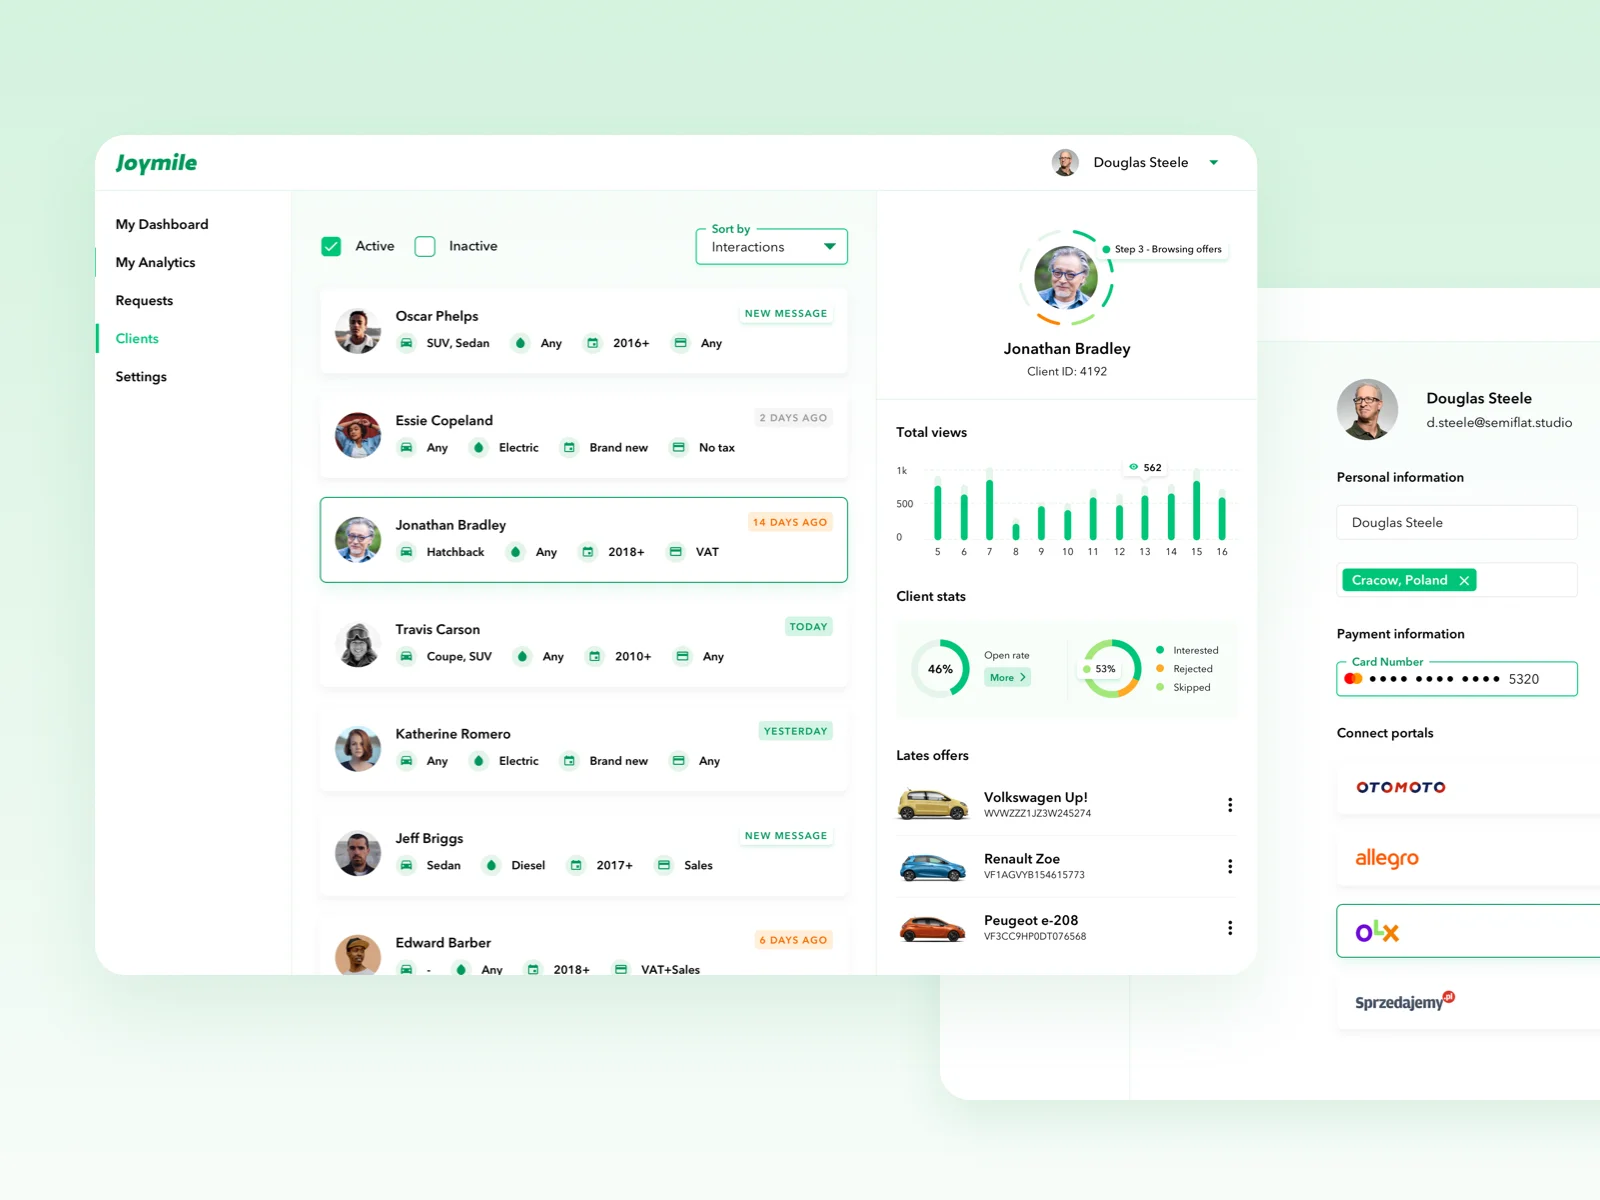 Joymile
Douglas Steele
My Dashboard
My Analytics
Requests
Clients
Settings
Active
Inactive
Sort by
Interactions
Oscar Phelps
NEW MESSAGE
SUV, Sedan Any 2016+ Any
Essie Copeland
2 DAYS AGO
Any Electric Brand new No tax
Jonathan Bradley
14 DAYS AGO
Hatchback Any 2018+ VAT
Travis Carson
TODAY
Coupe, SUV Any 2010+ Any
Katherine Romero
YESTERDAY
Any Electric Brand new Any
Jeff Briggs
NEW MESSAGE
Sedan Diesel 2017+ Sales
Edward Barber
6 DAYS AGO
- Any 2018+ VAT+Sales
Step 3 - Browsing offers
Jonathan Bradley
Client ID: 4192
Total views
1k
500
0
562
5 6 7 8 9 10 11 12 13 14 15 16
Client stats
46%
Open rate
More
53%
Interested
Rejected
Skipped
Lates offers
Volkswagen Up!
WVWZZZ1JZ3W245274
Renault Zoe
VF1AGVYB154615773
Peugeot e-208
VF3CC9HP0DT076568
Douglas Steele
d.steele@semiflat.studio
Personal information
Douglas Steele
Cracow, Poland
Payment information
Card Number
•••• •••• •••• 5320
Connect portals
OTOMOTO
allegro
OLX
Sprzedajemy.pl